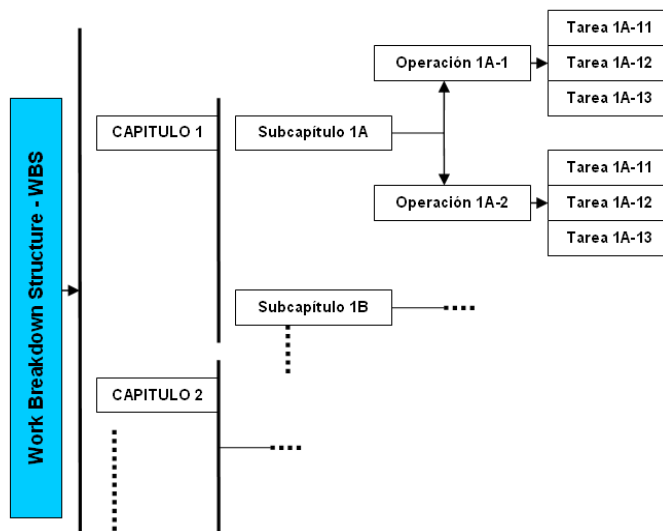 Work Breakdown Structure - WBS
CAPITULO 1
Subcapítulo 1A
Operación 1A-1
Tarea 1A-11
Tarea 1A-12
Tarea 1A-13
Operación 1A-2
Tarea 1A-11
Tarea 1A-12
Tarea 1A-13
Subcapítulo 1B
CAPITULO 2